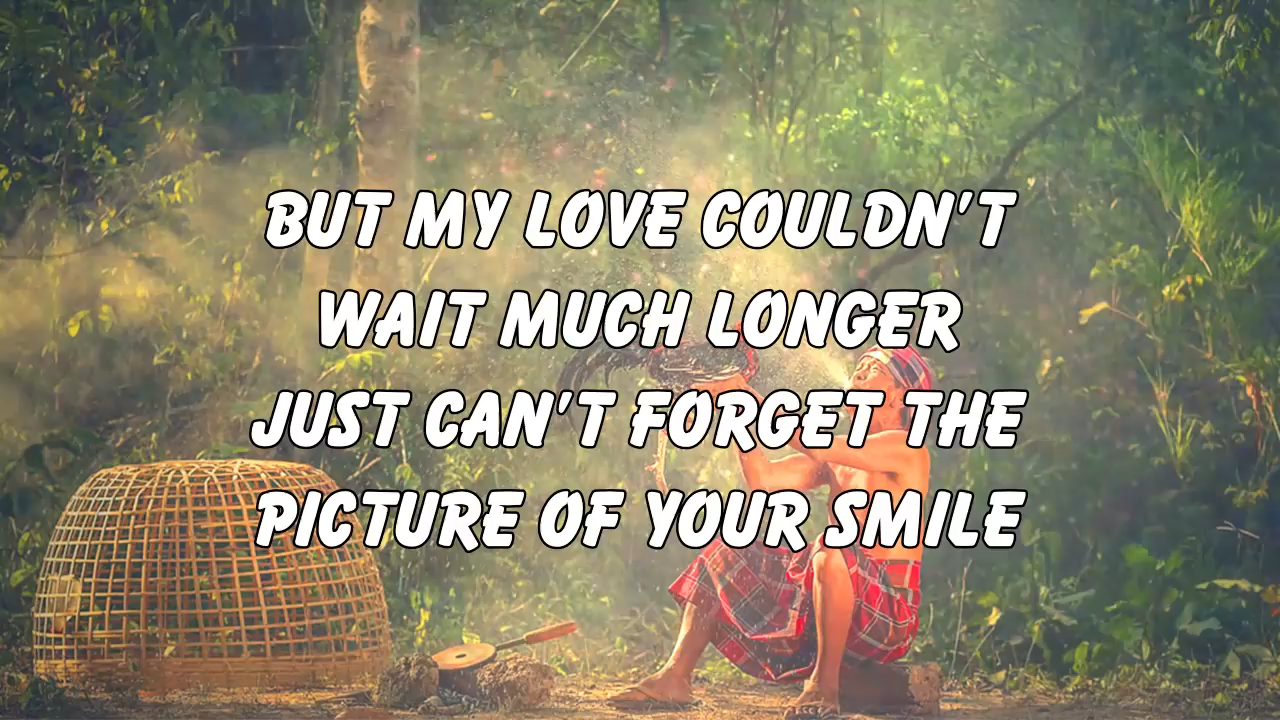 BUT MY LOVE COULDN'T
WAIT MUCH LONGER
JUST CAN'T FORGET THE
PICTURE OF YOUR SMILE